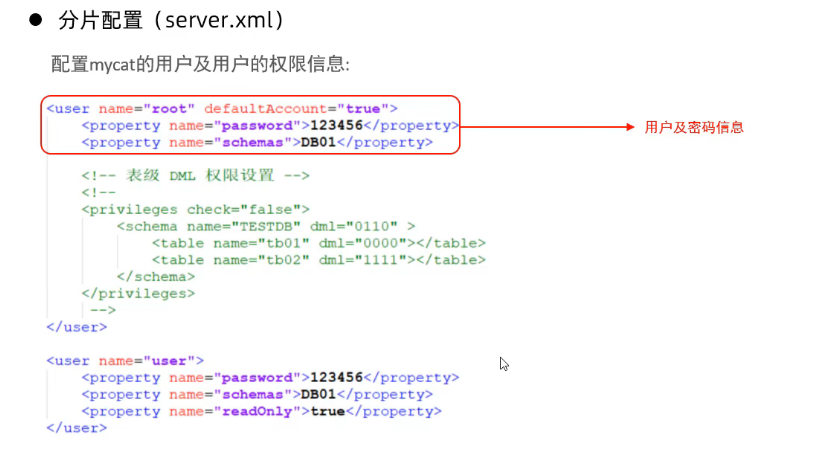 ● 分片配置（server.xml）
配置mycat的用户及用户的权限信息:
<user name="root" defaultAccount="true">
<property name="password">123456</property>
用户及密码信息
<property name="schemas">DB01</property>
<!-- 表级 DML 权限设置 -->
<!--
<privileges check="false">
<schema name="TESTDB" dml="0110" >
<table name="tb01" dml="0000"></table>
<table name="tb02" dml="1111"></table>
</schema>
</privileges>
-->
</user>
<user name="user">
<property name="password">123456</property>
<property name="schemas">DB01</property>
<property name="readOnly">true</property>
</user>